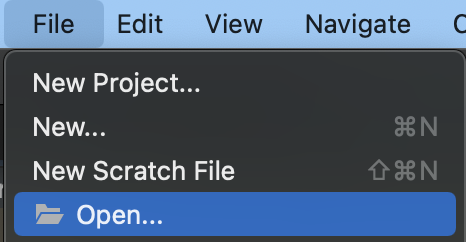 File Edit View Navigate
New Project...
New... ⌘N
New Scratch File ⇧⌘N
Open...